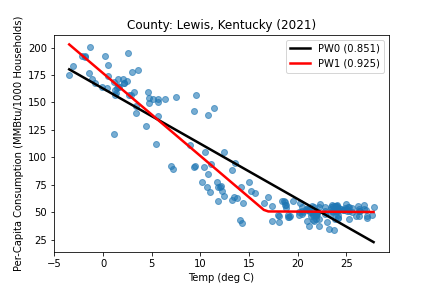 County: Lewis, Kentucky (2021)
PW0 (0.851)
PW1 (0.925)
Per-Capita Consumption (MMBtu/1000 Households)
200
175
150
125
100
75
50
25
-5 0 5 10 15 20 25
Temp (deg C)